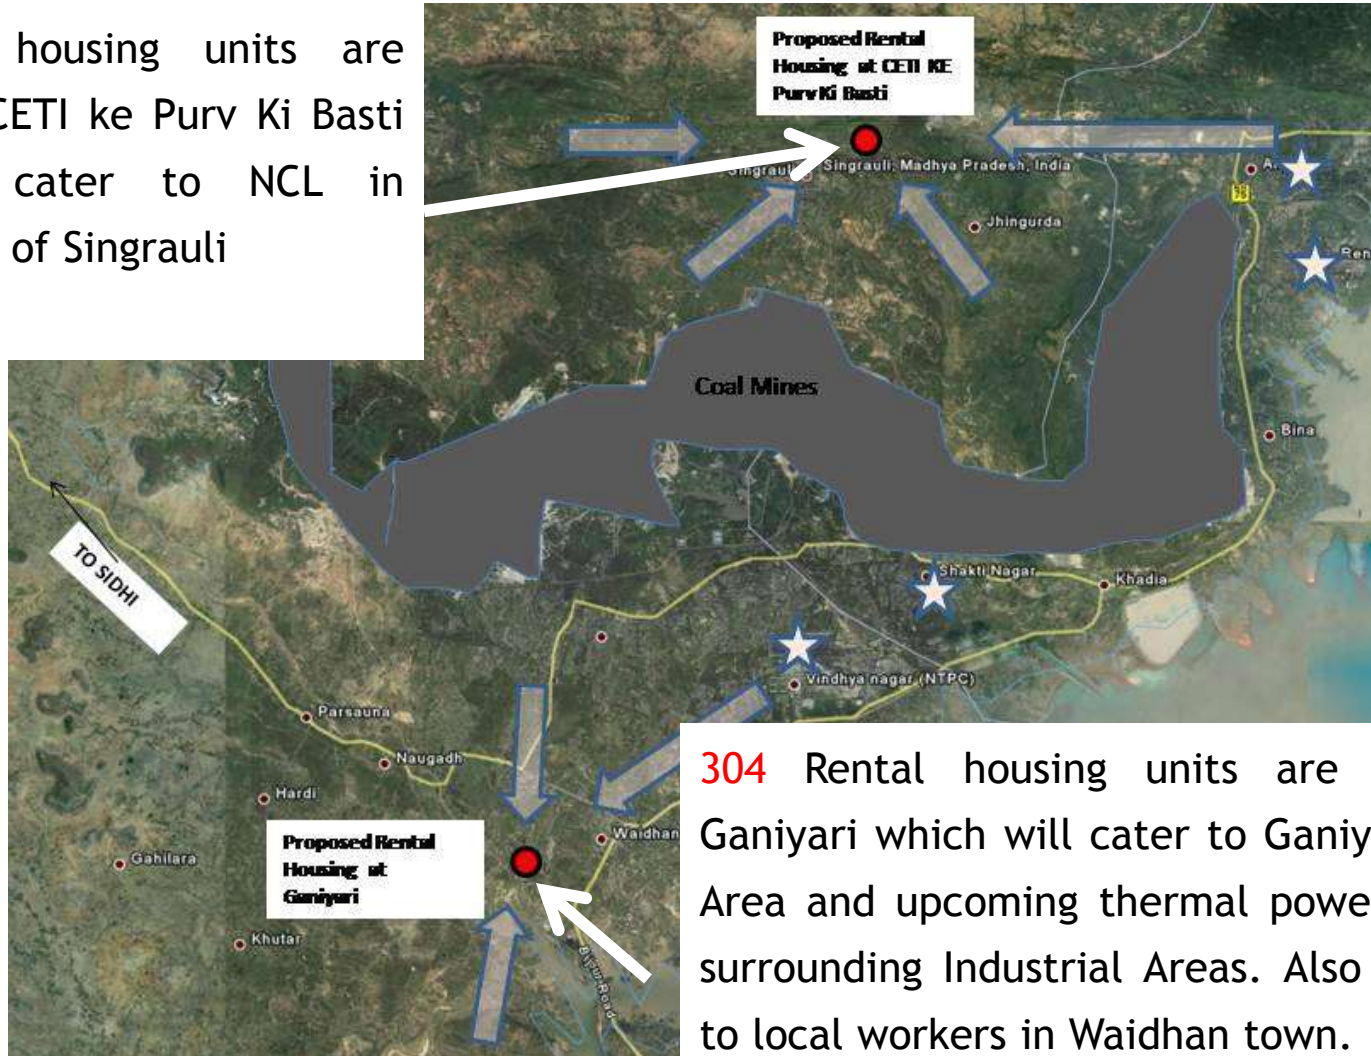 housing units are
CETI ke Purv Ki Basti
cater to NCL in
of Singrauli
Proposed Rental
Housing at CETI KE
Purv Ki Basti
Singrauli, Madhya Pradesh, India
Jhingurda
Coal Mines
Bina
TO SIDHI
Shakti Nagar
Khadia
Vindhya nagar (NTPC)
Parsauna
Naugadh
Hardi
Waidhan
Gahilara
Proposed Rental
Housing at
Ganiyari
Khutar
304 Rental housing units are
Ganiyari which will cater to Ganiy
Area and upcoming thermal powe
surrounding Industrial Areas. Also
to local workers in Waidhan town.